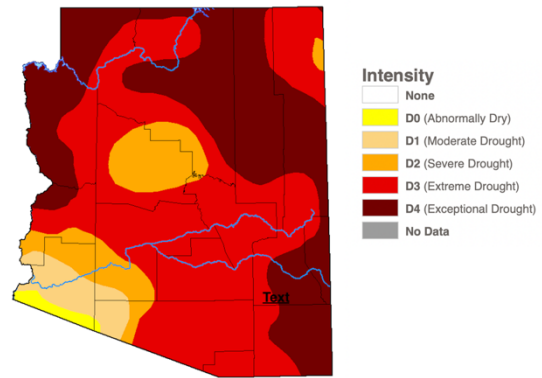 Intensity
None
D0 (Abnormally Dry)
D1 (Moderate Drought)
D2 (Severe Drought)
D3 (Extreme Drought)
D4 (Exceptional Drought)
No Data
Text